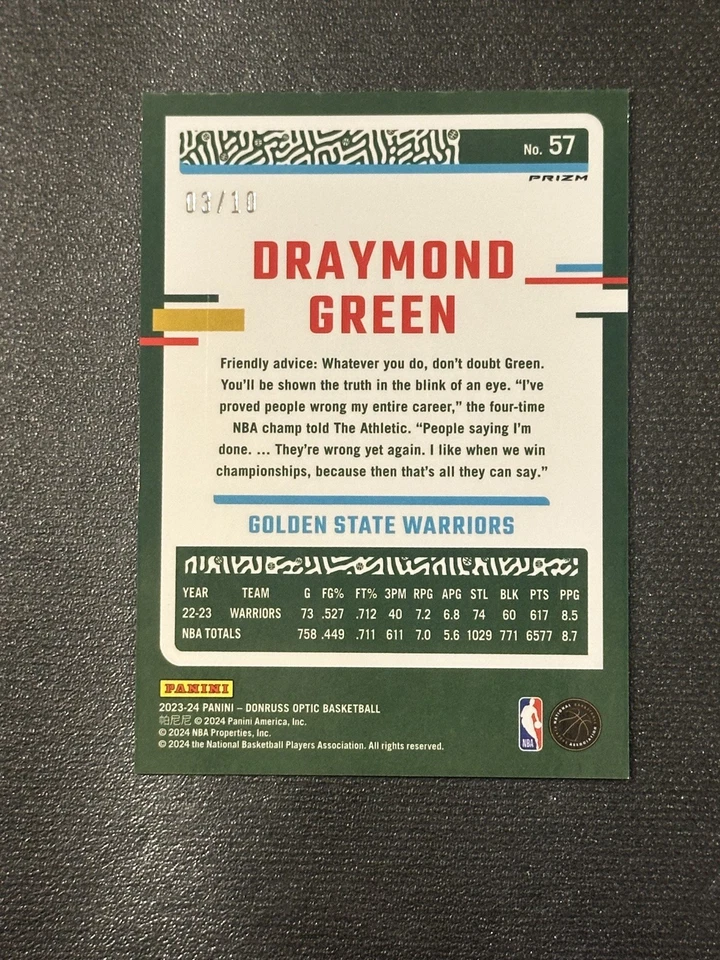 No. 57
PRIZM
03/10
DRAYMOND
GREEN
Friendly advice: Whatever you do, don't doubt Green.
You'll be shown the truth in the blink of an eye. "I've
proved people wrong my entire career," the four-time
NBA champ told The Athletic. "People saying I'm
done. … They're wrong yet again. I like when we win
championships, because then that's all they can say."
GOLDEN STATE WARRIORS
YEAR TEAM G FG% FT% 3PM RPG APG STL BLK PTS PPG
22-23 WARRIORS 73 .527 .712 40 7.2 6.8 74 60 617 8.5
NBA TOTALS 758 .449 .711 611 7.0 5.6 1029 771 6577 8.7
PANINI
2023-24 PANINI – DONRUSS OPTIC BASKETBALL
帕尼尼 © 2024 Panini America, Inc.
© 2024 NBA Properties, Inc.
© 2024 the National Basketball Players Association. All rights reserved.
NBA